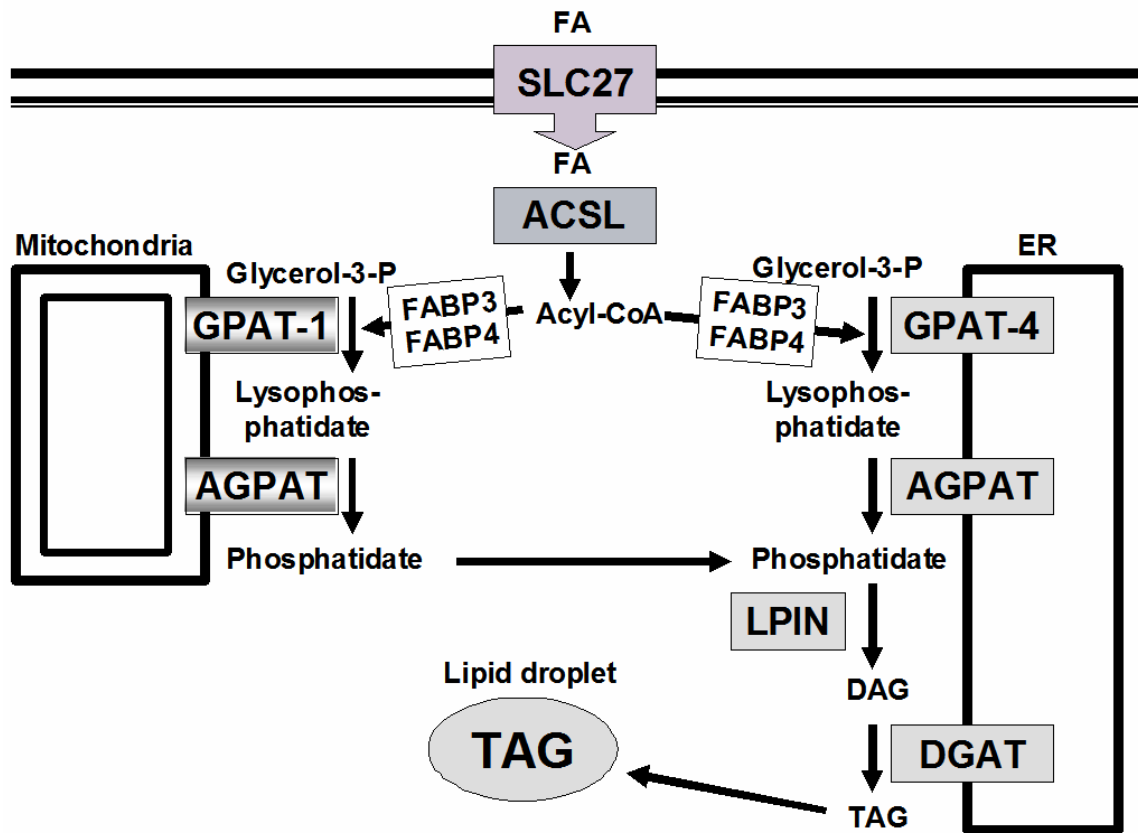 FA
SLC27
FA
ACSL
Mitochondria
ER
Glycerol-3-P
Glycerol-3-P
GPAT-1
FABP3
FABP4
Acyl-CoA
FABP3
FABP4
GPAT-4
Lysophos-
phatidate
Lysophos-
phatidate
AGPAT
AGPAT
Phosphatidate
Phosphatidate
LPIN
Lipid droplet
DAG
TAG
DGAT
TAG